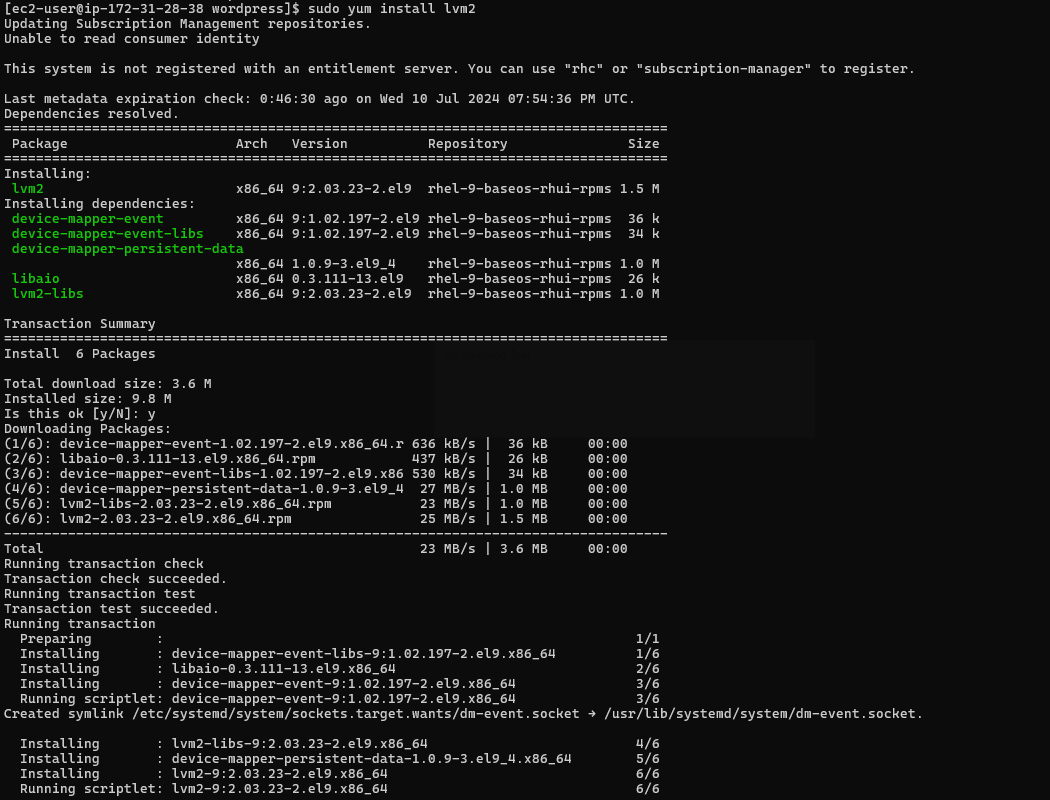 [ec2-user@ip-172-31-28-38 wordpress]$ sudo yum install lvm2
Updating Subscription Management repositories.
Unable to read consumer identity

This system is not registered with an entitlement server. You can use "rhc" or "subscription-manager" to register.

Last metadata expiration check: 0:46:30 ago on Wed 10 Jul 2024 07:54:36 PM UTC.
Dependencies resolved.
===================================================================================
 Package                     Arch   Version          Repository               Size
===================================================================================
Installing:
 lvm2                        x86_64 9:2.03.23-2.el9  rhel-9-baseos-rhui-rpms  1.5 M
Installing dependencies:
 device-mapper-event         x86_64 9:1.02.197-2.el9 rhel-9-baseos-rhui-rpms  36 k
 device-mapper-event-libs    x86_64 9:1.02.197-2.el9 rhel-9-baseos-rhui-rpms  34 k
 device-mapper-persistent-data
                             x86_64 1.0.9-3.el9_4    rhel-9-baseos-rhui-rpms 1.0 M
 libaio                      x86_64 0.3.111-13.el9   rhel-9-baseos-rhui-rpms  26 k
 lvm2-libs                   x86_64 9:2.03.23-2.el9  rhel-9-baseos-rhui-rpms 1.0 M

Transaction Summary
===================================================================================
Install  6 Packages

Total download size: 3.6 M
Installed size: 9.8 M
Is this ok [y/N]: y
Downloading Packages:
(1/6): device-mapper-event-1.02.197-2.el9.x86_64.r 636 kB/s |  36 kB     00:00
(2/6): libaio-0.3.111-13.el9.x86_64.rpm            437 kB/s |  26 kB     00:00
(3/6): device-mapper-event-libs-1.02.197-2.el9.x86 530 kB/s |  34 kB     00:00
(4/6): device-mapper-persistent-data-1.0.9-3.el9_4  27 MB/s | 1.0 MB     00:00
(5/6): lvm2-libs-2.03.23-2.el9.x86_64.rpm           23 MB/s | 1.0 MB     00:00
(6/6): lvm2-2.03.23-2.el9.x86_64.rpm                25 MB/s | 1.5 MB     00:00
-----------------------------------------------------------------------------------
Total                                               23 MB/s | 3.6 MB     00:00
Running transaction check
Transaction check succeeded.
Running transaction test
Transaction test succeeded.
Running transaction
  Preparing        :                                                           1/1
  Installing       : device-mapper-event-libs-9:1.02.197-2.el9.x86_64          1/6
  Installing       : libaio-0.3.111-13.el9.x86_64                              2/6
  Installing       : device-mapper-event-9:1.02.197-2.el9.x86_64               3/6
  Running scriptlet: device-mapper-event-9:1.02.197-2.el9.x86_64               3/6
Created symlink /etc/systemd/system/sockets.target.wants/dm-event.socket → /usr/lib/systemd/system/dm-event.socket.

  Installing       : lvm2-libs-9:2.03.23-2.el9.x86_64                          4/6
  Installing       : device-mapper-persistent-data-1.0.9-3.el9_4.x86_64        5/6
  Installing       : lvm2-9:2.03.23-2.el9.x86_64                               6/6
  Running scriptlet: lvm2-9:2.03.23-2.el9.x86_64                               6/6